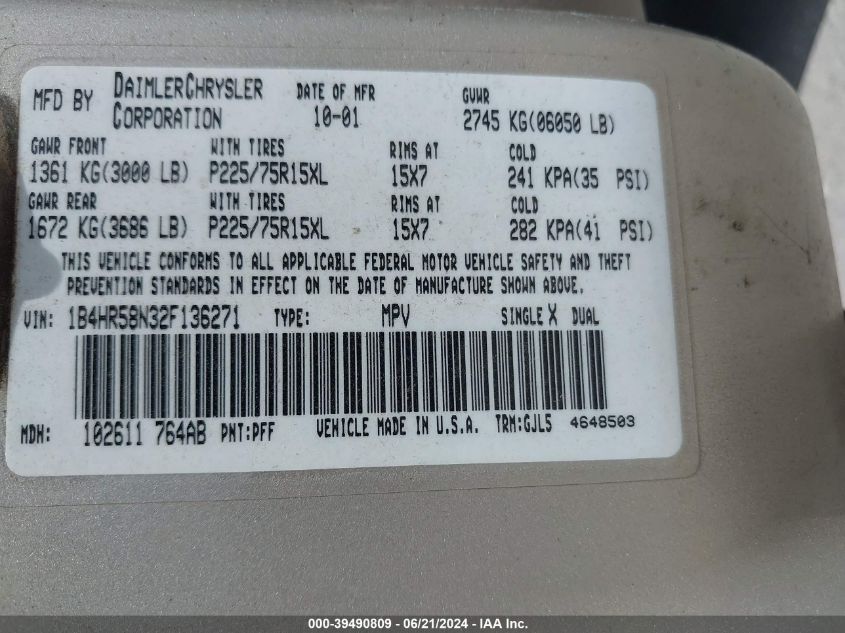 MFD BY DAIMLERCHRYSLER CORPORATION DATE OF MFR 10-01 GVWR 2745 KG(06050 LB)
GAWR FRONT WITH TIRES RIMS AT COLD
1361 KG(3000 LB) P225/75R15XL 15X7 241 KPA(35 PSI)
GAWR REAR WITH TIRES RIMS AT COLD
1672 KG(3686 LB) P225/75R15XL 15X7 282 KPA(41 PSI)
THIS VEHICLE CONFORMS TO ALL APPLICABLE FEDERAL MOTOR VEHICLE SAFETY AND THEFT
PREVENTION STANDARDS IN EFFECT ON THE DATE OF MANUFACTURE SHOWN ABOVE.
VIN: 1B4HR58N32F136271 TYPE: MPV SINGLE X DUAL
MDH: 102611 764AB PNT:PFF VEHICLE MADE IN U.S.A. TRM:GJL5 4648503
000-39490809 - 06/21/2024 - IAA Inc.